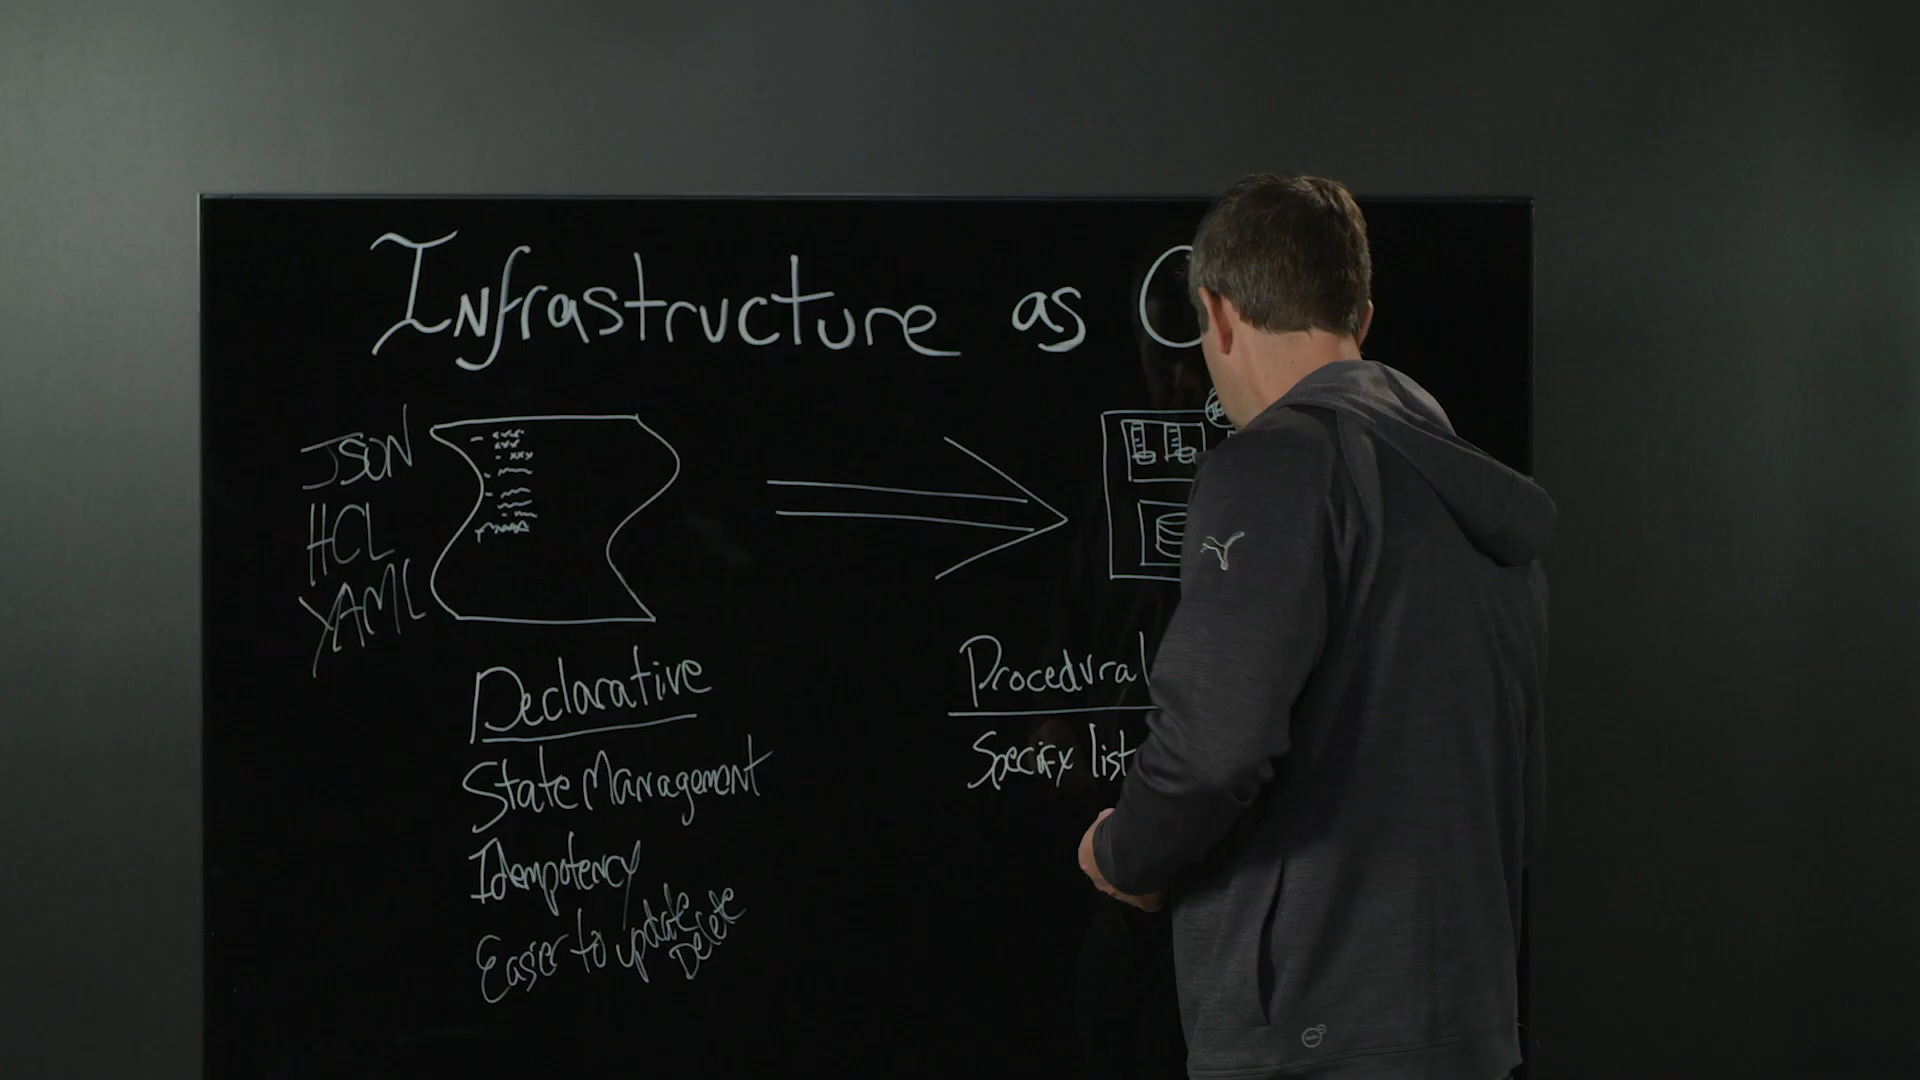 Infrastructure as C
JSON
HCL
YAML
Declarative
State Management
Idempotency
Easier to update
Delete
Procedural
Specify list